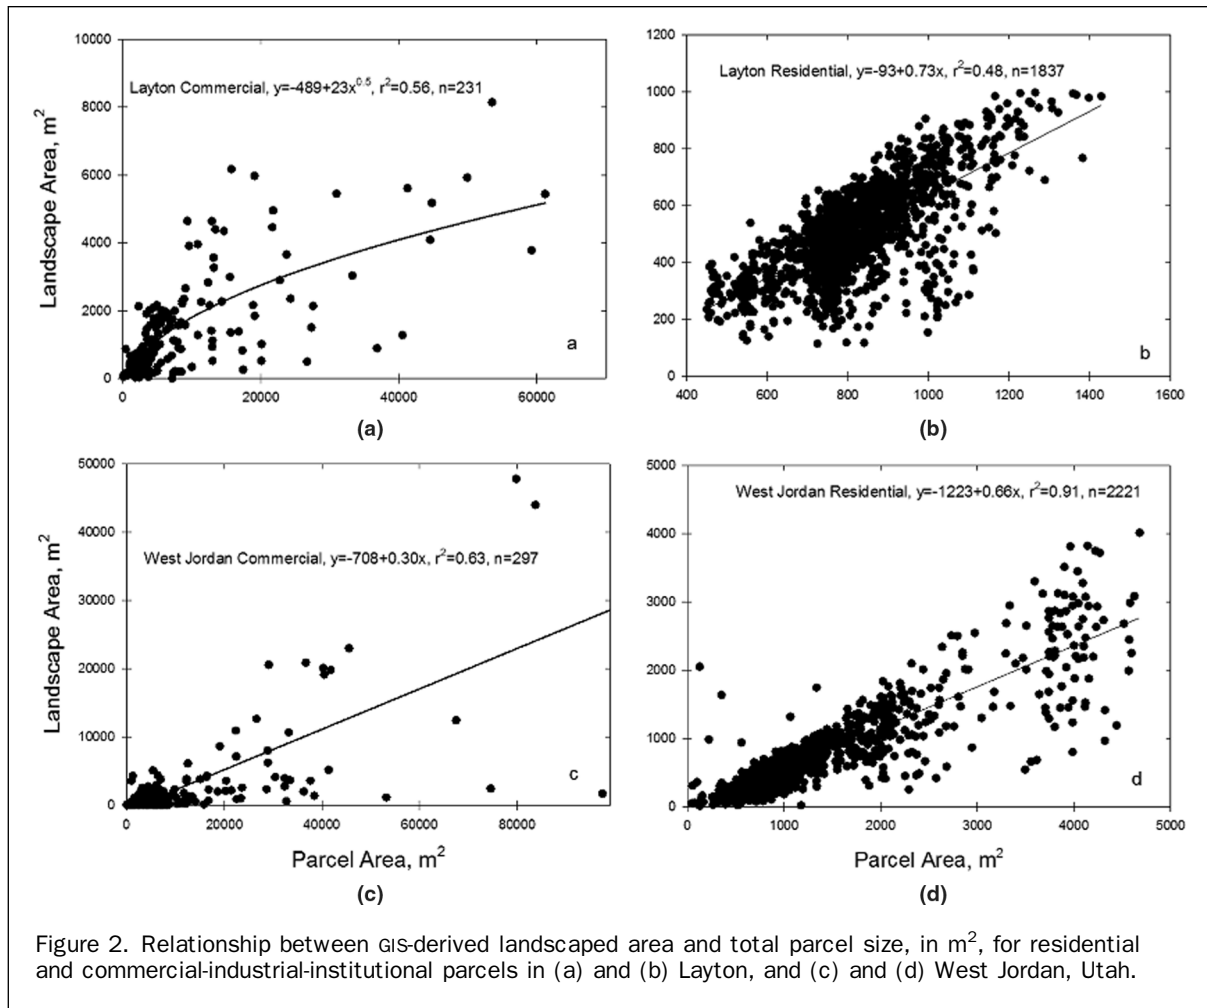 10000
8000
6000
4000
2000
0
Landscape Area, m²
Layton Commercial, y=-489+23x^0.5, r²=0.56, n=231
a
0 20000 40000 60000
(a)
1200
1000
800
600
400
200
0
Layton Residential, y=-93+0.73x, r²=0.48, n=1837
b
400 600 800 1000 1200 1400 1600
(b)
50000
40000
30000
20000
10000
0
Landscape Area, m²
West Jordan Commercial, y=-708+0.30x, r²=0.63, n=297
c
0 20000 40000 60000 80000
Parcel Area, m²
(c)
5000
4000
3000
2000
1000
0
West Jordan Residential, y=-1223+0.66x, r²=0.91, n=2221
d
0 1000 2000 3000 4000 5000
Parcel Area, m²
(d)
Figure 2. Relationship between GIS-derived landscaped area and total parcel size, in m², for residential
and commercial-industrial-institutional parcels in (a) and (b) Layton, and (c) and (d) West Jordan, Utah.